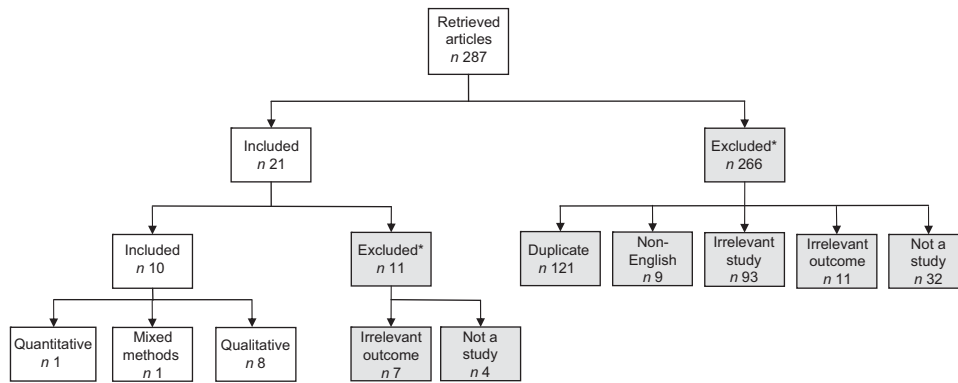 Retrieved
articles
n 287
Included
n 21
Excluded*
n 266
Included
n 10
Excluded*
n 11
Duplicate
n 121
Non-
English
n 9
Irrelevant
study
n 93
Irrelevant
outcome
n 11
Not a
study
n 32
Quantitative
n 1
Mixed
methods
n 1
Qualitative
n 8
Irrelevant
outcome
n 7
Not a
study
n 4